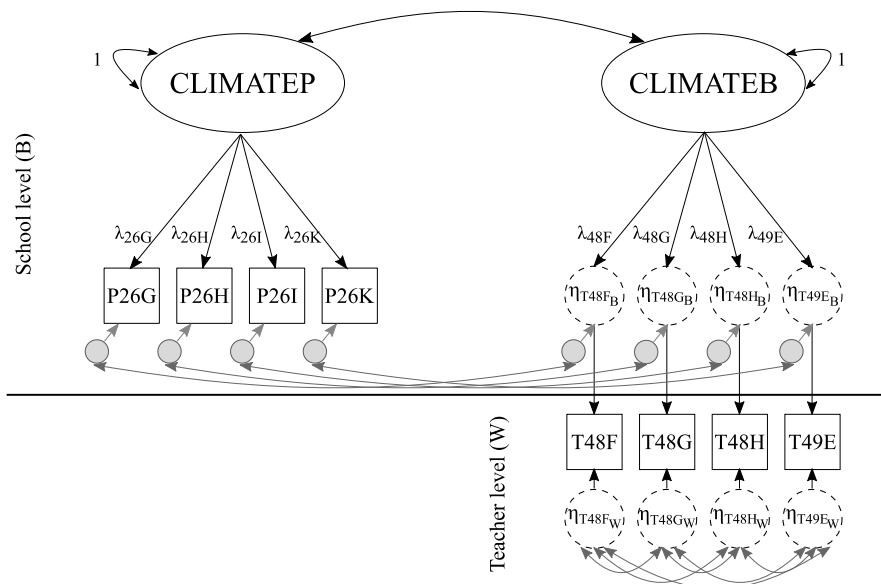 1 CLIMATEP CLIMATEB 1
School level (B)
λ26G λ26H λ26I λ26K λ48F λ48G λ48H λ49E
P26G P26H P26I P26K ηT48FB ηT48GB ηT48HB ηT49EB
Teacher level (W)
T48F T48G T48H T49E
ηT48FW ηT48GW ηT48HW ηT49EW